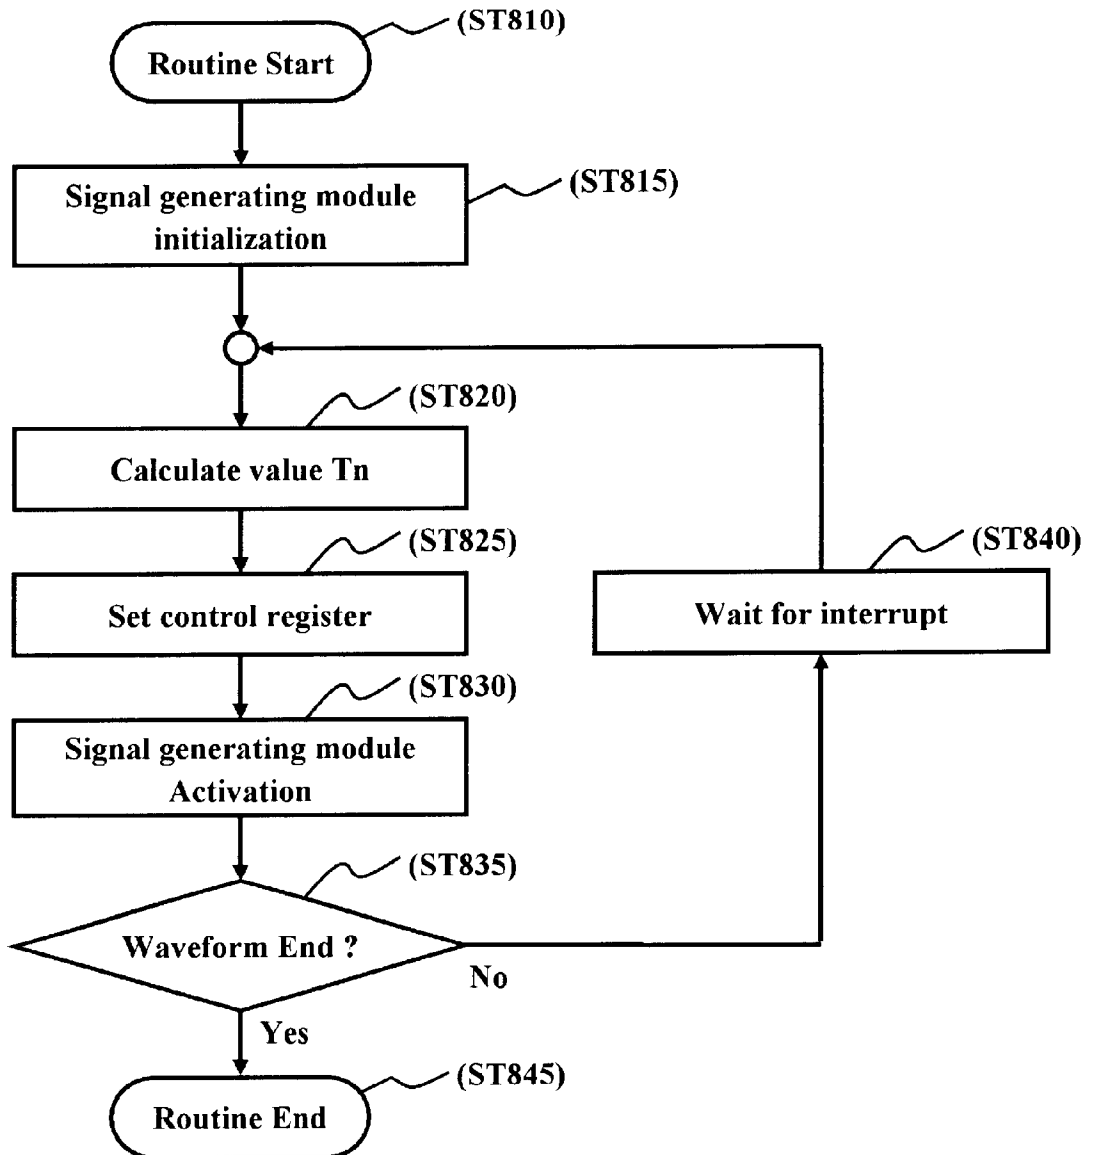 (ST810)
Routine Start
(ST815)
Signal generating module
initialization
(ST820)
Calculate value Tn
(ST825)
Set control register
(ST840)
Wait for interrupt
(ST830)
Signal generating module
Activation
(ST835)
Waveform End ?
No
Yes
(ST845)
Routine End